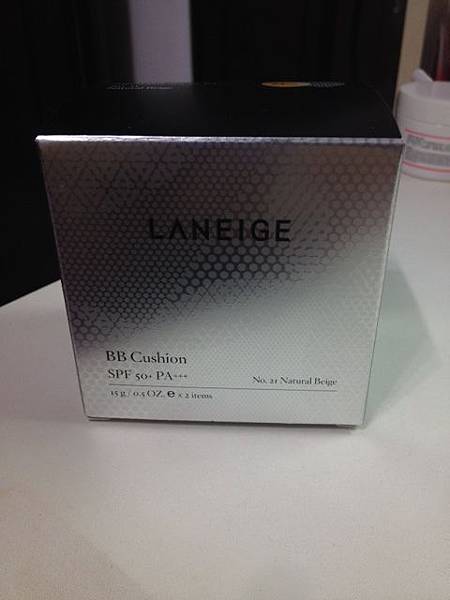 LANEIGE
BB Cushion
SPF 50+ PA+++
No. 21 Natural Beige
15 g / 0.5 OZ. e x 2 items